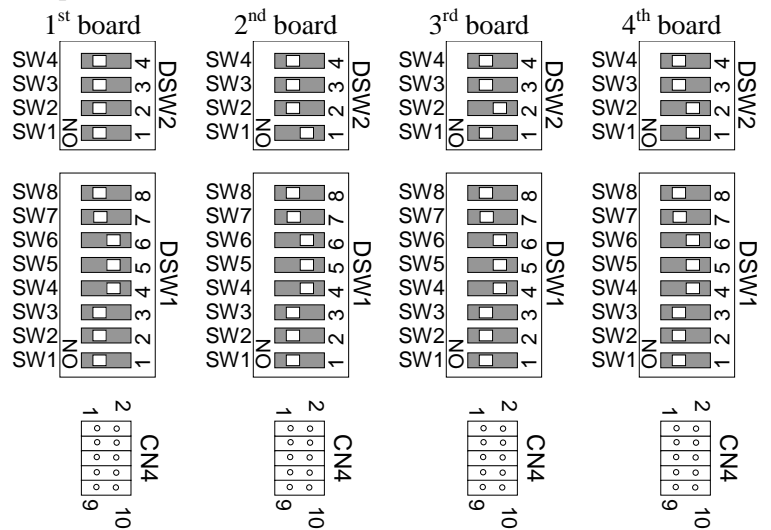 1st board 2nd board 3rd board 4th board
SW4 4 SW4 4 SW4 4 SW4 4
SW3 3 SW3 3 SW3 3 SW3 3
SW2 2 SW2 2 SW2 2 SW2 2
SW1 1 SW1 1 SW1 1 SW1 1
ON DSW2 ON DSW2 ON DSW2 ON DSW2
SW8 8 SW8 8 SW8 8 SW8 8
SW7 7 SW7 7 SW7 7 SW7 7
SW6 6 SW6 6 SW6 6 SW6 6
SW5 5 SW5 5 SW5 5 SW5 5
SW4 4 SW4 4 SW4 4 SW4 4
SW3 3 SW3 3 SW3 3 SW3 3
SW2 2 SW2 2 SW2 2 SW2 2
SW1 1 SW1 1 SW1 1 SW1 1
ON DSW1 ON DSW1 ON DSW1 ON DSW1
1 2 1 2 1 2 1 2
CN4 CN4 CN4 CN4
9 10 9 10 9 10 9 10